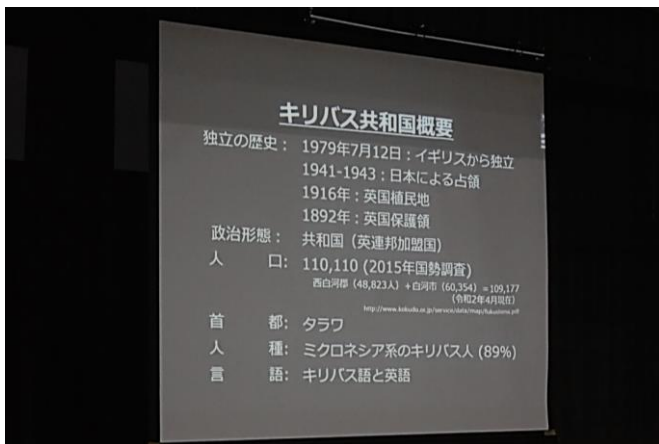 キリバス共和国概要
独立の歴史： 1979年7月12日：イギリスから独立
1941-1943：日本による占領
1916年：英国植民地
1892年：英国保護領
政治形態： 共和国（英連邦加盟国）
人　口: 110,110 (2015年国勢調査)
西白河郡（48,823人）＋白河市（60,354）＝109,177
（令和2年4月現在）
首　都: タラワ
人　種: ミクロネシア系のキリバス人 (89%)
言　語: キリバス語と英語